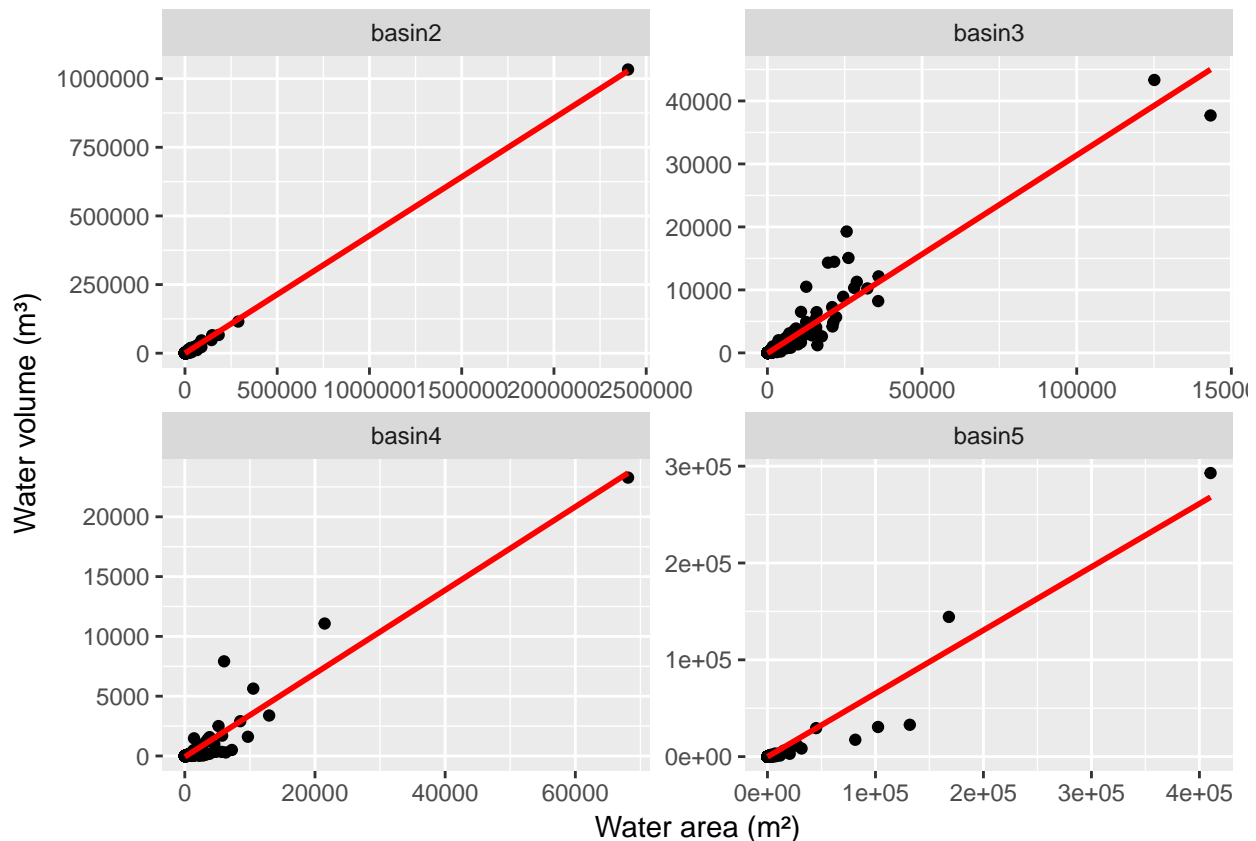 basin2
basin3
1000000
750000
500000
250000
0
0 500000 1000000 1500000 2000000 2500000
40000
30000
20000
10000
0
0 50000 100000 15000
basin4
basin5
20000
15000
10000
5000
0
0 20000 40000 60000
3e+05
2e+05
1e+05
0e+00
0e+00 1e+05 2e+05 3e+05 4e+05
Water volume (m³)
Water area (m²)